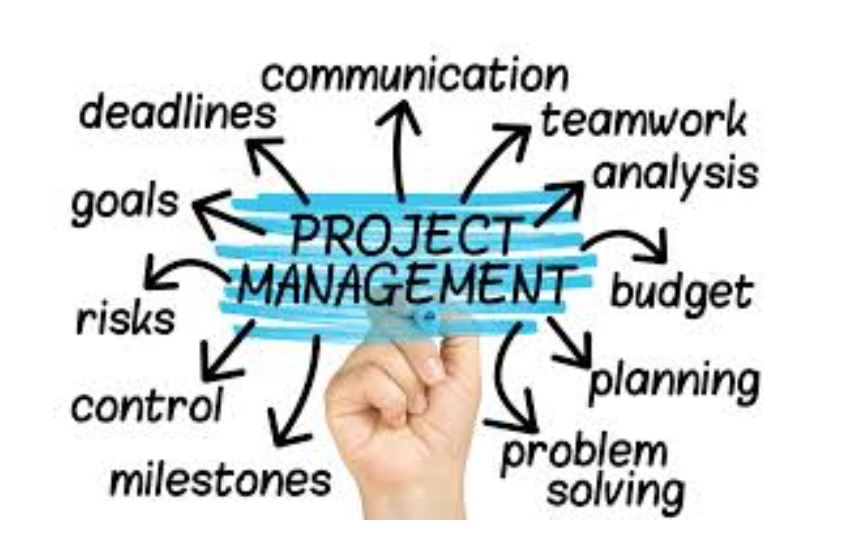 communication
deadlines
teamwork
analysis
goals
PROJECT
MANAGEMENT
budget
risks
planning
control
problem
solving
milestones